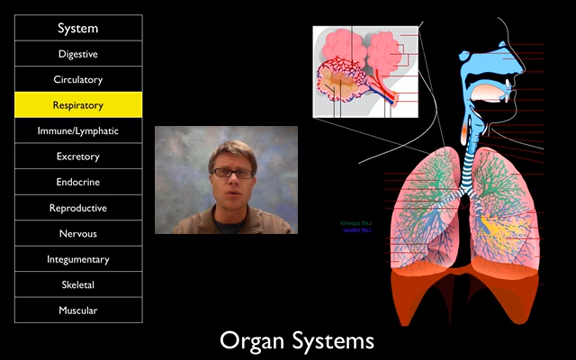 System
Digestive
Circulatory
Respiratory
Immune/Lymphatic
Excretory
Endocrine
Reproductive
Nervous
Integumentary
Skeletal
Muscular
Organ Systems